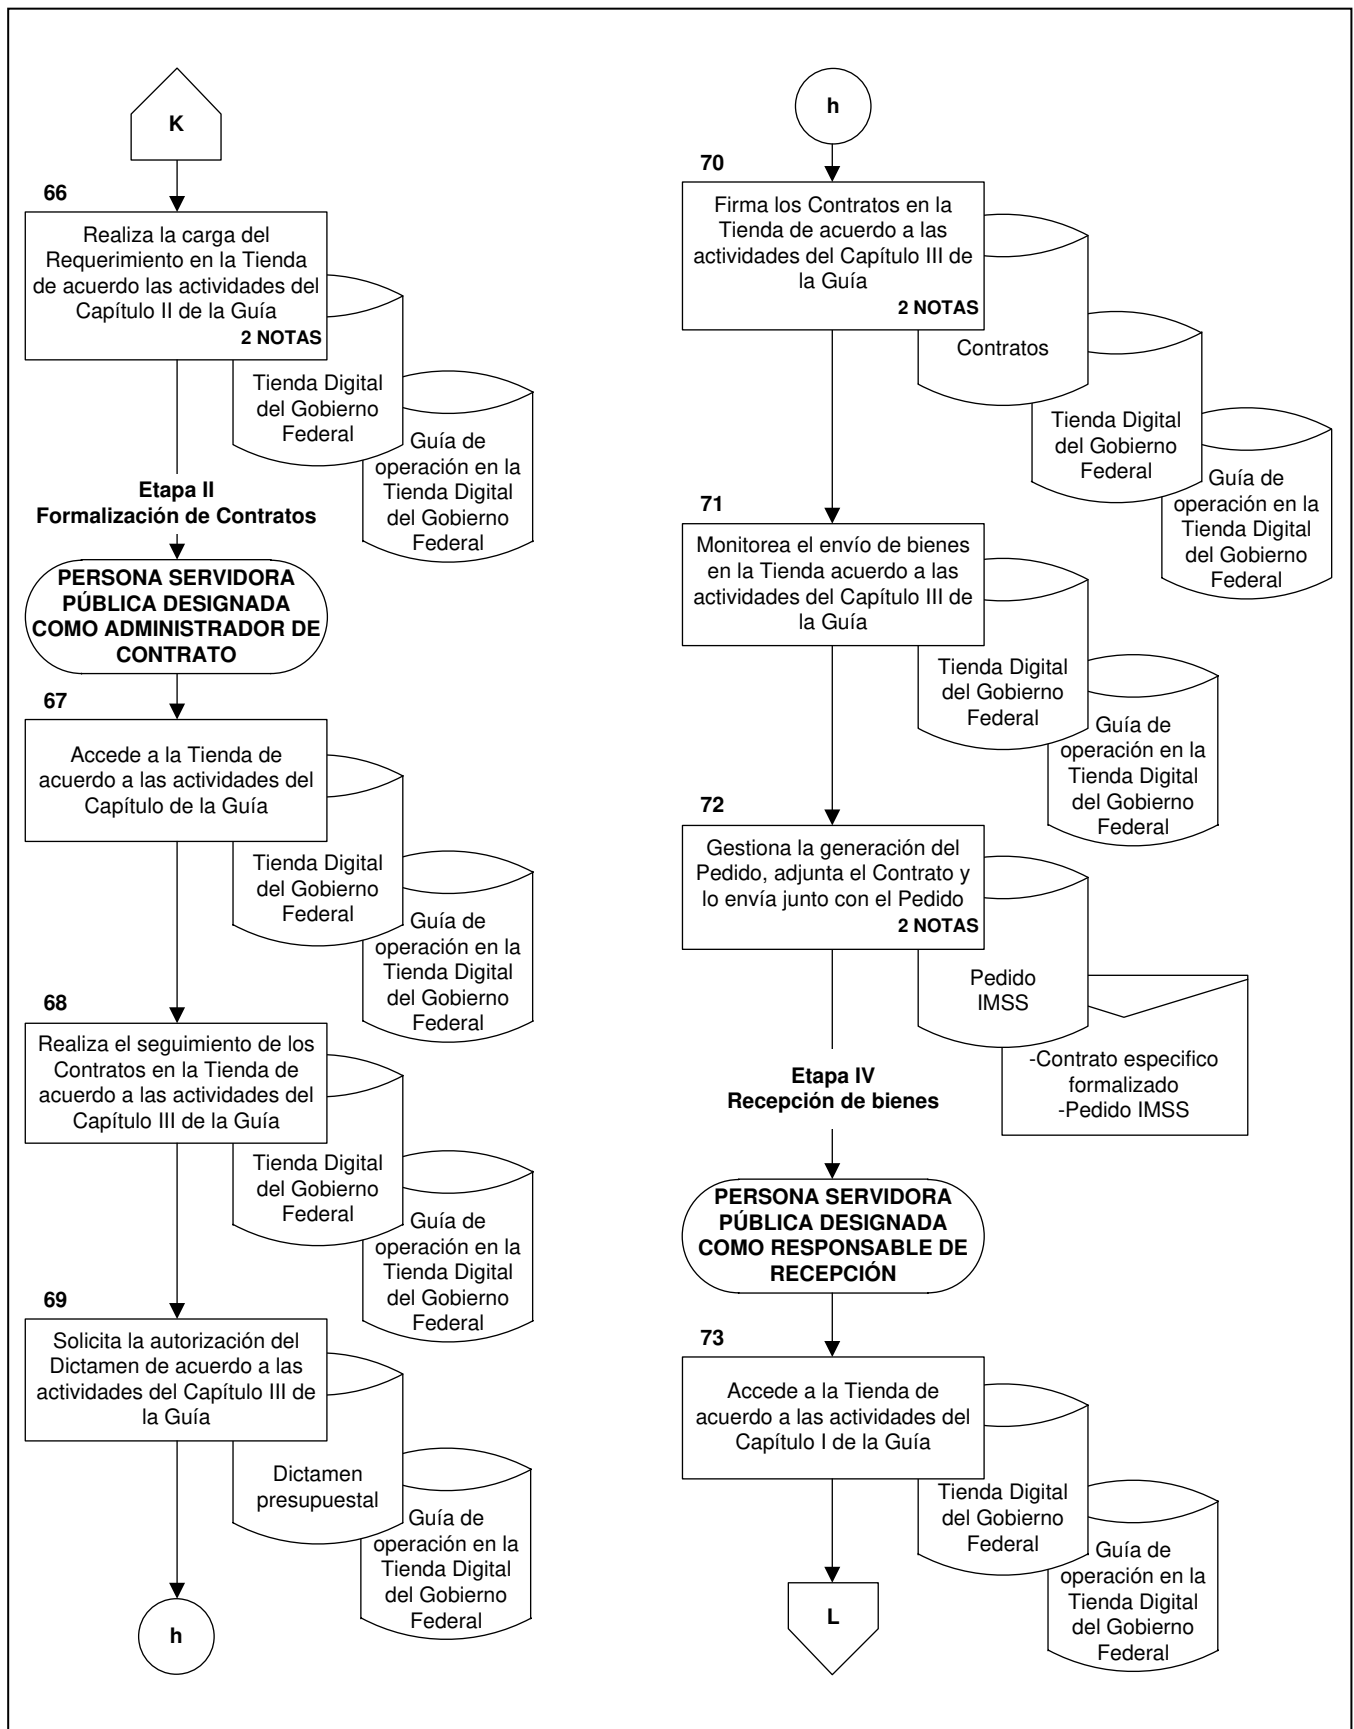 K
66
Realiza la carga del
Requerimiento en la Tienda
de acuerdo las actividades del
Capítulo II de la Guía
2 NOTAS
Tienda Digital
del Gobierno
Federal
Guía de
operación en la
Tienda Digital
del Gobierno
Federal
Etapa II
Formalización de Contratos
PERSONA SERVIDORA
PÚBLICA DESIGNADA
COMO ADMINISTRADOR DE
CONTRATO
67
Accede a la Tienda de
acuerdo a las actividades del
Capítulo de la Guía
Tienda Digital
del Gobierno
Federal
Guía de
operación en la
Tienda Digital
del Gobierno
Federal
68
Realiza el seguimiento de los
Contratos en la Tienda de
acuerdo a las actividades del
Capítulo III de la Guía
Tienda Digital
del Gobierno
Federal
Guía de
operación en la
Tienda Digital
del Gobierno
Federal
69
Solicita la autorización del
Dictamen de acuerdo a las
actividades del Capítulo III de
la Guía
Dictamen
presupuestal
Guía de
operación en la
Tienda Digital
del Gobierno
Federal
h
h
70
Firma los Contratos en la
Tienda de acuerdo a las
actividades del Capítulo III de
la Guía
2 NOTAS
Contratos
Tienda Digital
del Gobierno
Federal
Guía de
operación en la
Tienda Digital
del Gobierno
Federal
71
Monitorea el envío de bienes
en la Tienda acuerdo a las
actividades del Capítulo III de
la Guía
Tienda Digital
del Gobierno
Federal
Guía de
operación en la
Tienda Digital
del Gobierno
Federal
72
Gestiona la generación del
Pedido, adjunta el Contrato y
lo envía junto con el Pedido
2 NOTAS
Pedido
IMSS
-Contrato especifico
formalizado
-Pedido IMSS
Etapa IV
Recepción de bienes
PERSONA SERVIDORA
PÚBLICA DESIGNADA
COMO RESPONSABLE DE
RECEPCIÓN
73
Accede a la Tienda de
acuerdo a las actividades del
Capítulo I de la Guía
Tienda Digital
del Gobierno
Federal
Guía de
operación en la
Tienda Digital
del Gobierno
Federal
L